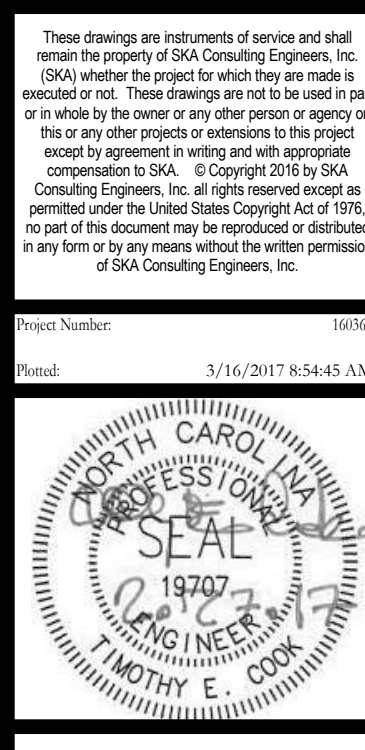 These drawings are instruments of service and shall
remain the property of SKA Consulting Engineers, Inc.
(SKA) whether the project for which they are made is
executed or not. These drawings are not to be used in pa
or in whole by the owner or any other person or agency o
this or any other projects or extensions to this project
except by agreement in writing and with appropriate
compensation to SKA. © Copyright 2016 by SKA
Consulting Engineers, Inc. all rights reserved except as
permitted under the United States Copyright Act of 1976,
no part of this document may be reproduced or distributed
in any form or by any means without the written permissio
of SKA Consulting Engineers, Inc.
Project Number: 16036
Plotted: 3/16/2017 8:54:45 AM
NORTH CAROLINA
PROFESSIONAL
SEAL
19707
2.27.17
ENGINEER
TIMOTHY E. COOK